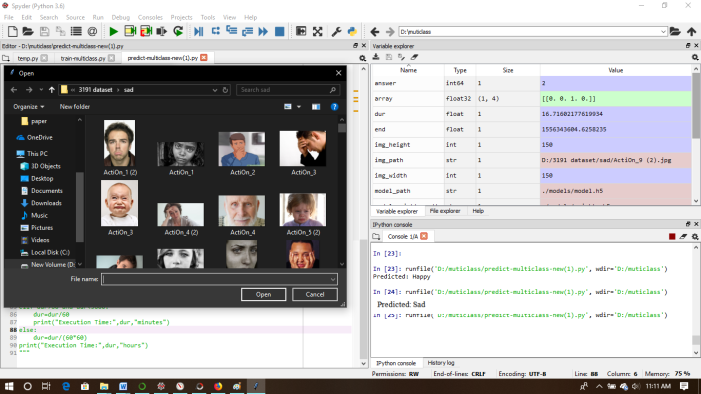 Spyder (Python 3.6)
File Edit Search Source Run Debug Consoles Projects Tools View Help
D:\muticlass
Editor - D:\muticlass\predict-multiclass-new(1).py
temp.py train-multiclass.py predict-multiclass-new(1).py
Open
3191 dataset › sad
Search sad
Organize New folder
paper
OneDrive
This PC
3D Objects
Desktop
Documents
Downloads
Music
Pictures
Videos
Local Disk (C:)
New Volume (D:
ActiOn_1 (2) ActiOn_1 ActiOn_2 ActiOn_3
ActiOn_3 ActiOn_4 (2) ActiOn_4 ActiOn_5 (2)
File name:
Open Cancel
86 dur=dur/60
87 print("Execution Time:",dur,"minutes")
88 else:
89 dur=dur/(60*60)
90 print("Execution Time:",dur,"hours")
91 """
Variable explorer
Name Type Size Value
answer int64 1 2
array float32 (1, 4) [[0. 0. 1. 0.]]
dur float 1 16.71602177619934
end float 1 1556343604.6258235
img_height int 1 150
img_path str 1 D:/3191 dataset/sad/ActiOn_9 (2).jpg
img_width int 1 150
model_path str 1 ./models/model.h5
Variable explorer File explorer Help
IPython console
Console 1/A
In [23]:
In [23]: runfile('D:/muticlass/predict-multiclass-new(1).py', wdir='D:/muticlass')
Predicted: Happy
In [24]: runfile('D:/muticlass/predict-multiclass-new(1).py', wdir='D:/muticlass')
Predicted: Sad
In [25]: runfile('D:/muticlass/predict-multiclass-new(1).py', wdir='D:/muticlass')
IPython console History log
Permissions: RW End-of-lines: CRLF Encoding: UTF-8 Line: 88 Column: 6 Memory: 75 %
11:11 AM